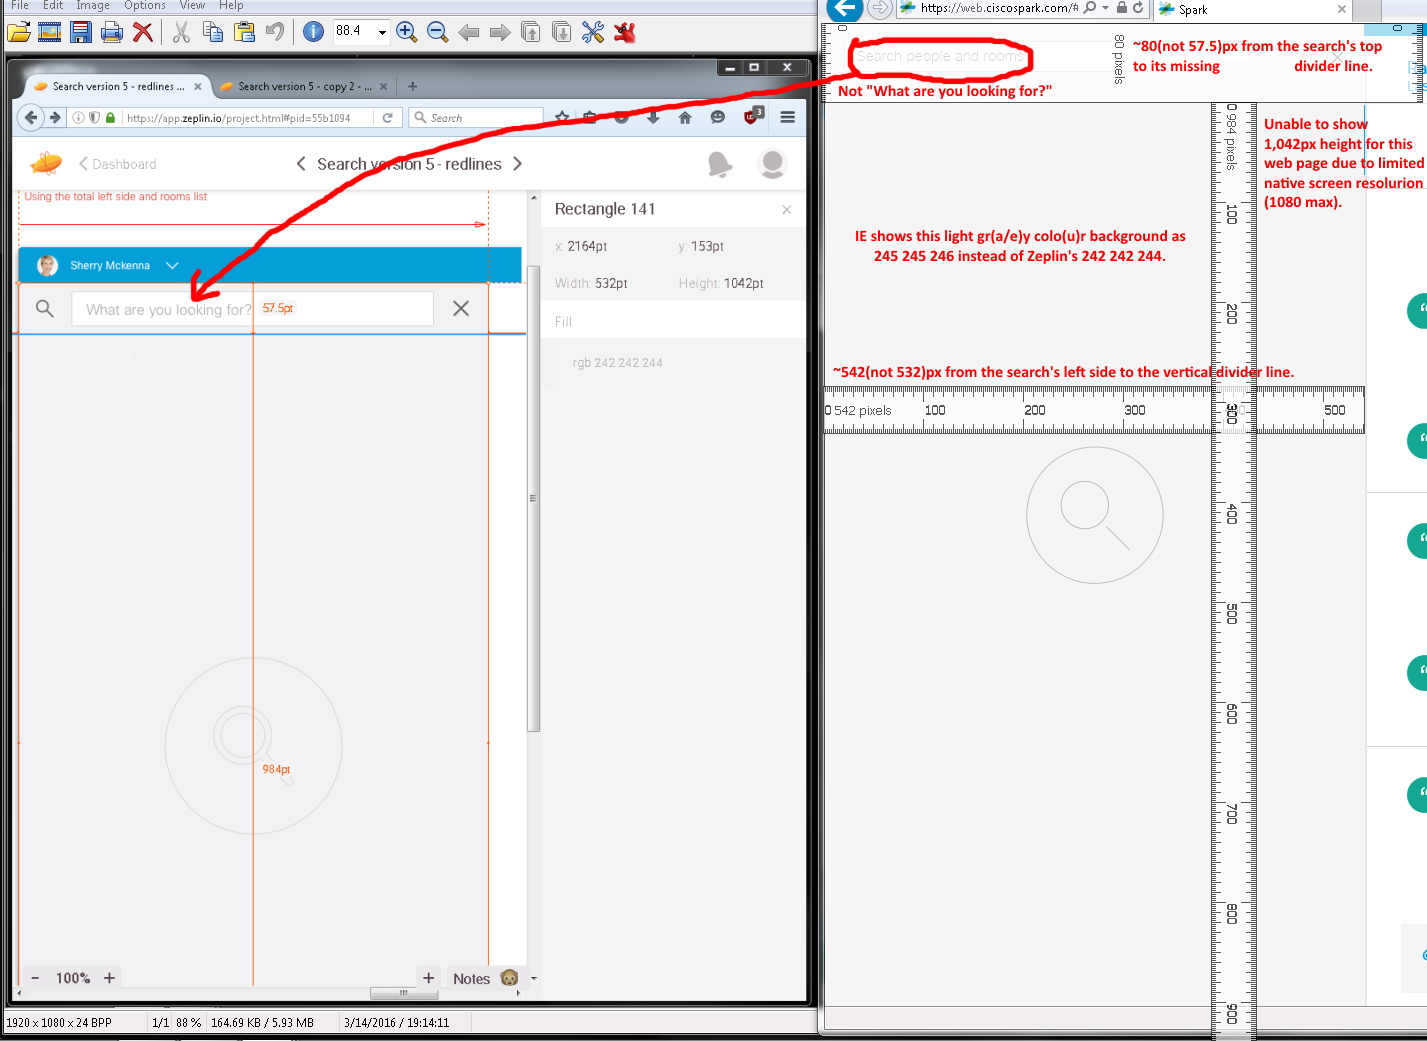 File Edit Image Options View Help
88.4
Search version 5 - redlines ...
Search version 5 - copy 2 - ...
https://app.zeplin.io/project.html#pid=55b1094
Search
3
Dashboard
Search version 5 - redlines
Using the total left side and rooms list
Sherry Mckenna
What are you looking for?
57.5pt
984pt
Rectangle 141
x: 2164pt
y: 153pt
Width: 532pt
Height: 1042pt
Fill
rgb 242 242 244
100%
Notes
1920 x 1080 x 24 BPP
1/1
88 %
164.69 KB / 5.93 MB
3/14/2016 / 19:14:11
https://web.ciscospark.com/#
Spark
0
80 pixels
0
Search people and rooms
~80(not 57.5)px from the search's top
to its missing divider line.
Not "What are you looking for?"
Unable to show
1,042px height for this
web page due to limited
native screen resolurion
(1080 max).
IE shows this light gr(a/e)y colo(u)r background as
245 245 246 instead of Zeplin's 242 242 244.
~542(not 532)px from the search's left side to the vertical divider line.
0 542 pixels 100 200 300 500
0 984 pixels
100
200
300
400
500
600
700
800
900